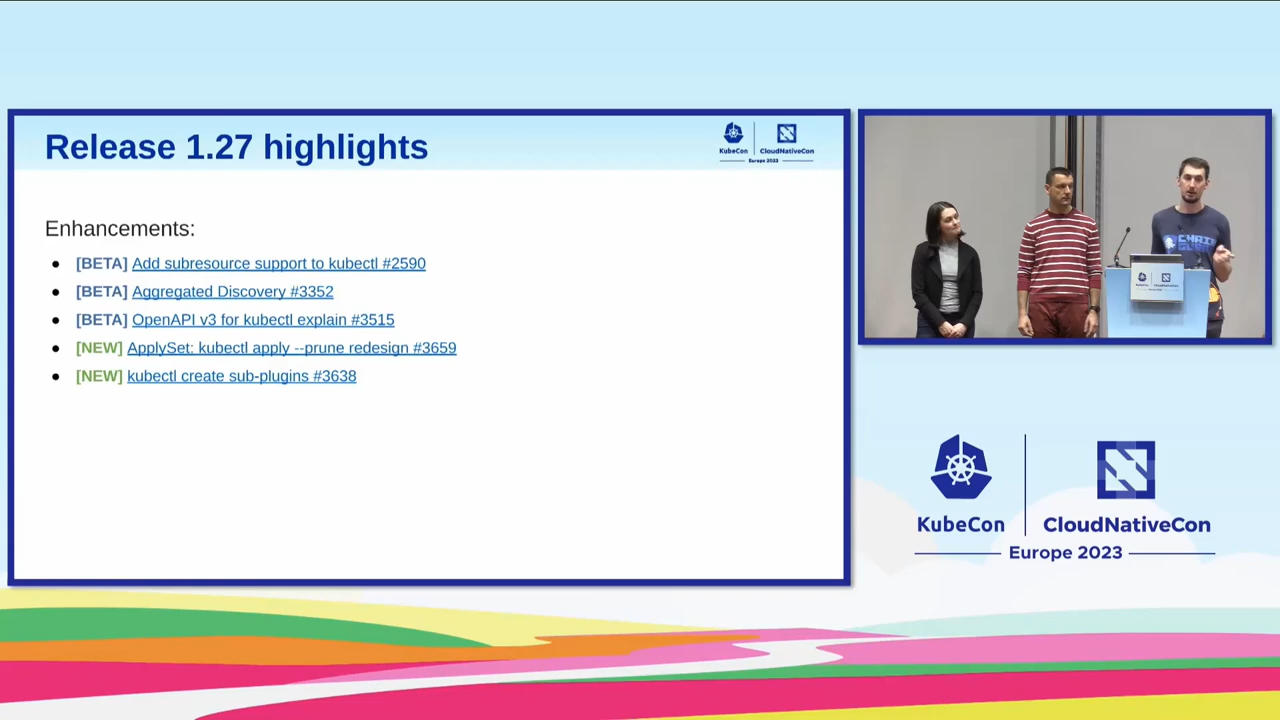 Release 1.27 highlights
KubeCon
CloudNativeCon
Europe 2023
Enhancements:
[BETA] Add subresource support to kubectl #2590
[BETA] Aggregated Discovery #3352
[BETA] OpenAPI v3 for kubectl explain #3515
[NEW] ApplySet: kubectl apply --prune redesign #3659
[NEW] kubectl create sub-plugins #3638
KubeCon
CloudNativeCon
Europe 2023